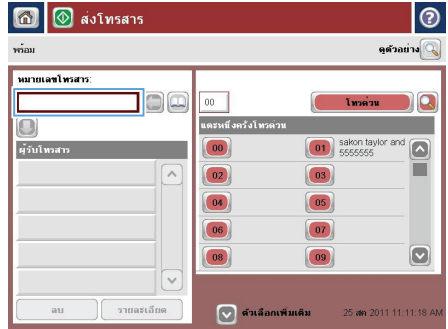 ส่งโทรสาร
พร้อม
ดูตัวอย่าง
หมายเลขโทรสาร:
00
โทรด่วน
แตะหนึ่งครั้งโทรด่วน
ผู้รับโทรสาร
00
01
sakon taylor and
5555555
02
03
04
05
06
07
08
09
ลบ
รายละเอียด
ตัวเลือกเพิ่มเติม
25 สค 2011 11:11:18 AM